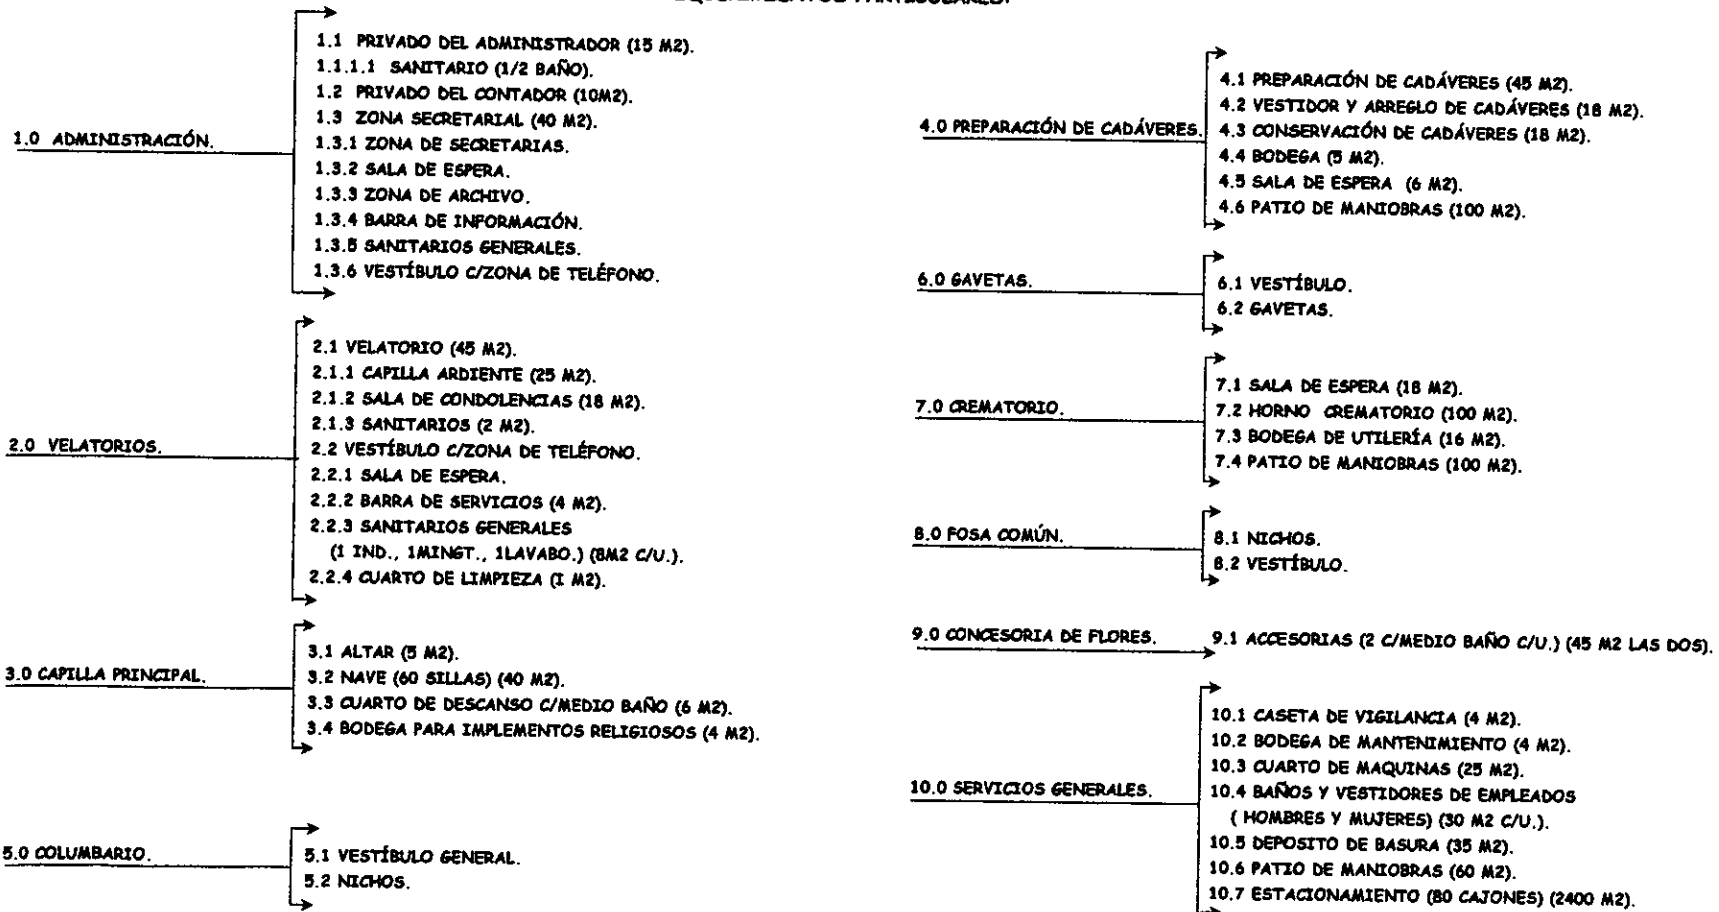 1.0 ADMINISTRACIÓN.
1.1 PRIVADO DEL ADMINISTRADOR (15 M2).
1.1.1.1 SANITARIO (1/2 BAÑO).
1.2 PRIVADO DEL CONTADOR (10M2).
1.3 ZONA SECRETARIAL (40 M2).
1.3.1 ZONA DE SECRETARIAS.
1.3.2 SALA DE ESPERA.
1.3.3 ZONA DE ARCHIVO.
1.3.4 BARRA DE INFORMACIÓN.
1.3.5 SANITARIOS GENERALES.
1.3.6 VESTÍBULO C/ZONA DE TELÉFONO.
2.0 VELATORIOS.
2.1 VELATORIO (45 M2).
2.1.1 CAPILLA ARDIENTE (25 M2).
2.1.2 SALA DE CONDOLENCIAS (18 M2).
2.1.3 SANITARIOS (2 M2).
2.2 VESTÍBULO C/ZONA DE TELÉFONO.
2.2.1 SALA DE ESPERA.
2.2.2 BARRA DE SERVICIOS (4 M2).
2.2.3 SANITARIOS GENERALES
(1 IND., 1MINGT., 1LAVABO.) (8M2 C/U.).
2.2.4 CUARTO DE LIMPIEZA (I M2).
3.0 CAPILLA PRINCIPAL.
3.1 ALTAR (5 M2).
3.2 NAVE (60 SILLAS) (40 M2).
3.3 CUARTO DE DESCANSO C/MEDIO BAÑO (6 M2).
3.4 BODEGA PARA IMPLEMENTOS RELIGIOSOS (4 M2).
5.0 COLUMBARIO.
5.1 VESTÍBULO GENERAL.
5.2 NICHOS.
4.0 PREPARACIÓN DE CADÁVERES.
4.1 PREPARACIÓN DE CADÁVERES (45 M2).
4.2 VESTIDOR Y ARREGLO DE CADÁVERES (18 M2).
4.3 CONSERVACIÓN DE CADÁVERES (18 M2).
4.4 BODEGA (5 M2).
4.5 SALA DE ESPERA (6 M2).
4.6 PATIO DE MANIOBRAS (100 M2).
6.0 GAVETAS.
6.1 VESTÍBULO.
6.2 GAVETAS.
7.0 CREMATORIO.
7.1 SALA DE ESPERA (18 M2).
7.2 HORNO CREMATORIO (100 M2).
7.3 BODEGA DE UTILERÍA (16 M2).
7.4 PATIO DE MANIOBRAS (100 M2).
8.0 FOSA COMÚN.
8.1 NICHOS.
8.2 VESTÍBULO.
9.0 CONCESORIA DE FLORES.
9.1 ACCESORIAS (2 C/MEDIO BAÑO C/U.) (45 M2 LAS DOS).
10.0 SERVICIOS GENERALES.
10.1 CASETA DE VIGILANCIA (4 M2).
10.2 BODEGA DE MANTENIMIENTO (4 M2).
10.3 CUARTO DE MAQUINAS (25 M2).
10.4 BAÑOS Y VESTIDORES DE EMPLEADOS
( HOMBRES Y MUJERES) (30 M2 C/U.).
10.5 DEPOSITO DE BASURA (35 M2).
10.6 PATIO DE MANIOBRAS (60 M2).
10.7 ESTACIONAMIENTO (80 CAJONES) (2400 M2).